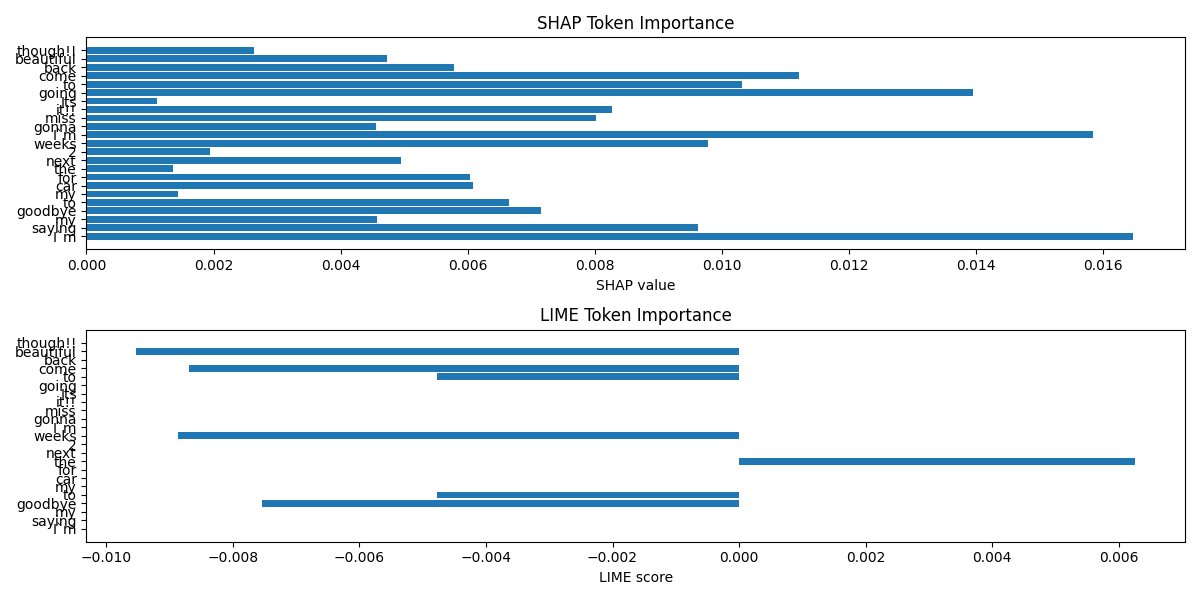 SHAP Token Importance
though!!
beautiful
back
come
to
going
Its
it!!
miss
gonna
I`m
weeks
2
next
the
for
car
my
to
goodbye
my
saying
I`m
0.000 0.002 0.004 0.006 0.008 0.010 0.012 0.014 0.016
SHAP value
LIME Token Importance
though!!
beautiful
back
come
to
going
Its
it!!
miss
gonna
I`m
weeks
2
next
the
for
car
my
to
goodbye
my
saying
I`m
−0.010 −0.008 −0.006 −0.004 −0.002 0.000 0.002 0.004 0.006
LIME score